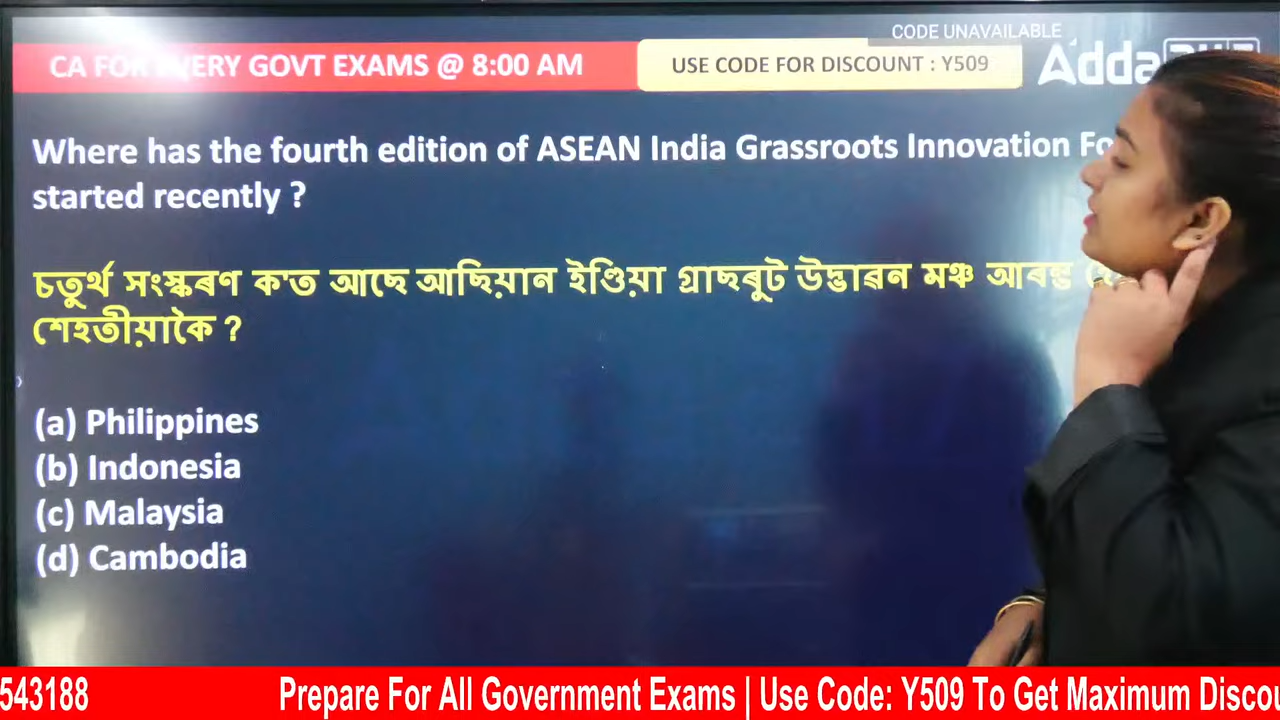 CODE UNAVAILABLE
CA FOR EVERY GOVT EXAMS @ 8:00 AM
USE CODE FOR DISCOUNT : Y509
Adda
Where has the fourth edition of ASEAN India Grassroots Innovation
started recently ?
চতুৰ্থ সংস্কৰণ ক'ত আছে আছিয়ান ইণ্ডিয়া গ্ৰাছৰুট উদ্ভাৱন মঞ্চ আৰম্ভ
শেহতীয়াকৈ ?
(a) Philippines
(b) Indonesia
(c) Malaysia
(d) Cambodia
543188 Prepare For All Government Exams | Use Code: Y509 To Get Maximum